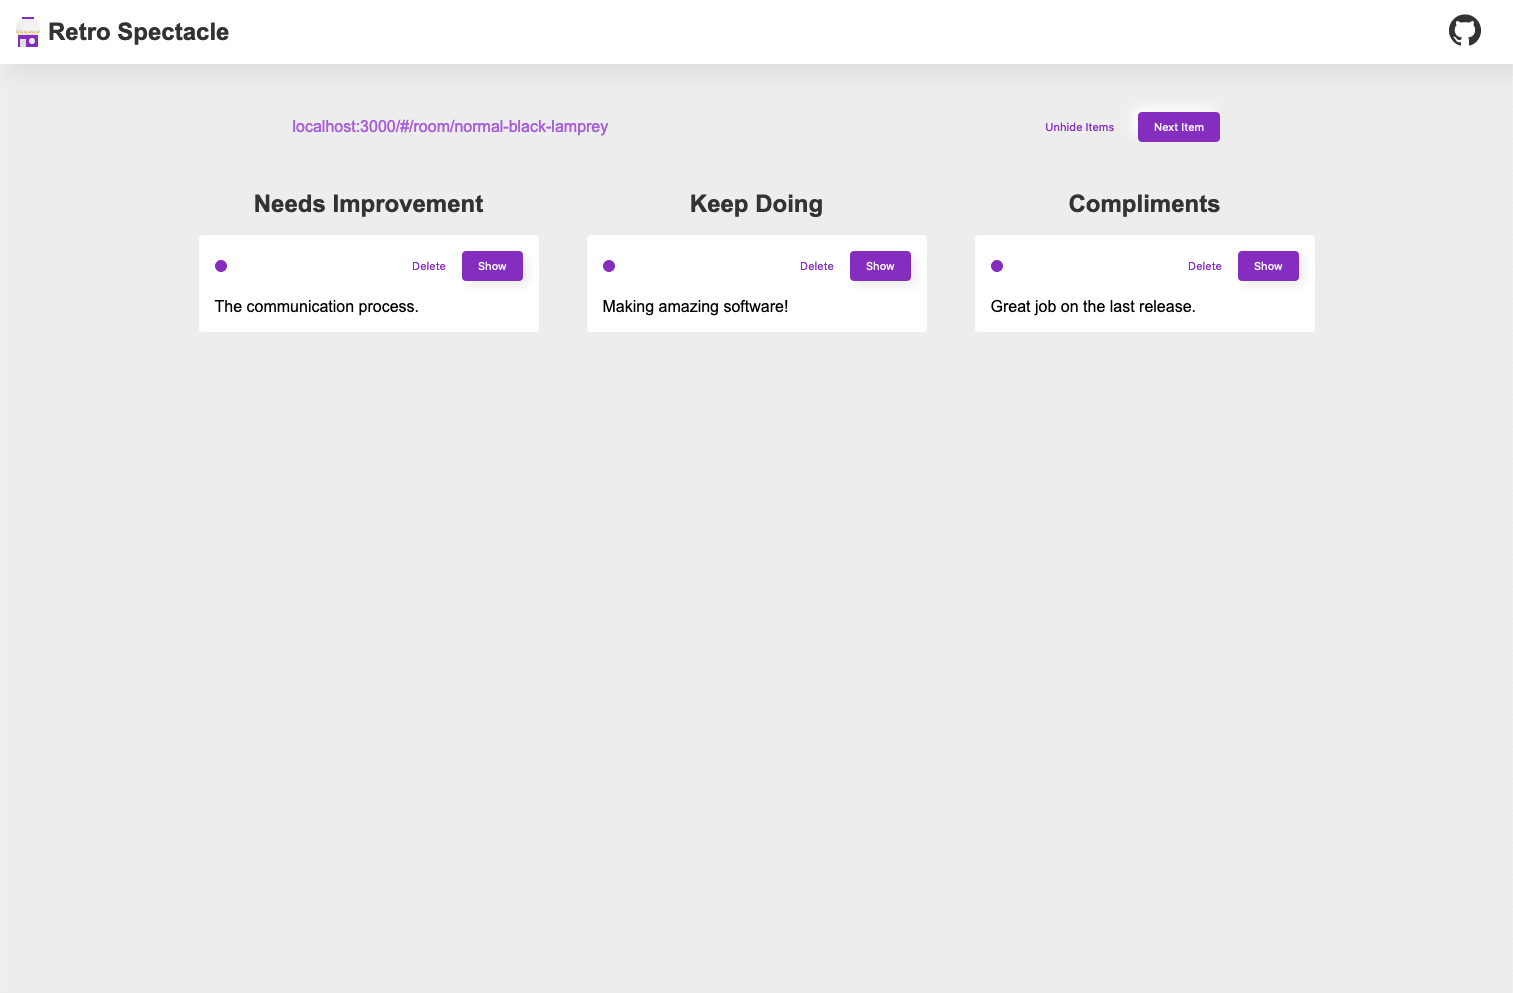 Retro Spectacle
localhost:3000/#/room/normal-black-lamprey
Unhide Items
Next Item
Needs Improvement
Delete
Show
The communication process.
Keep Doing
Delete
Show
Making amazing software!
Compliments
Delete
Show
Great job on the last release.